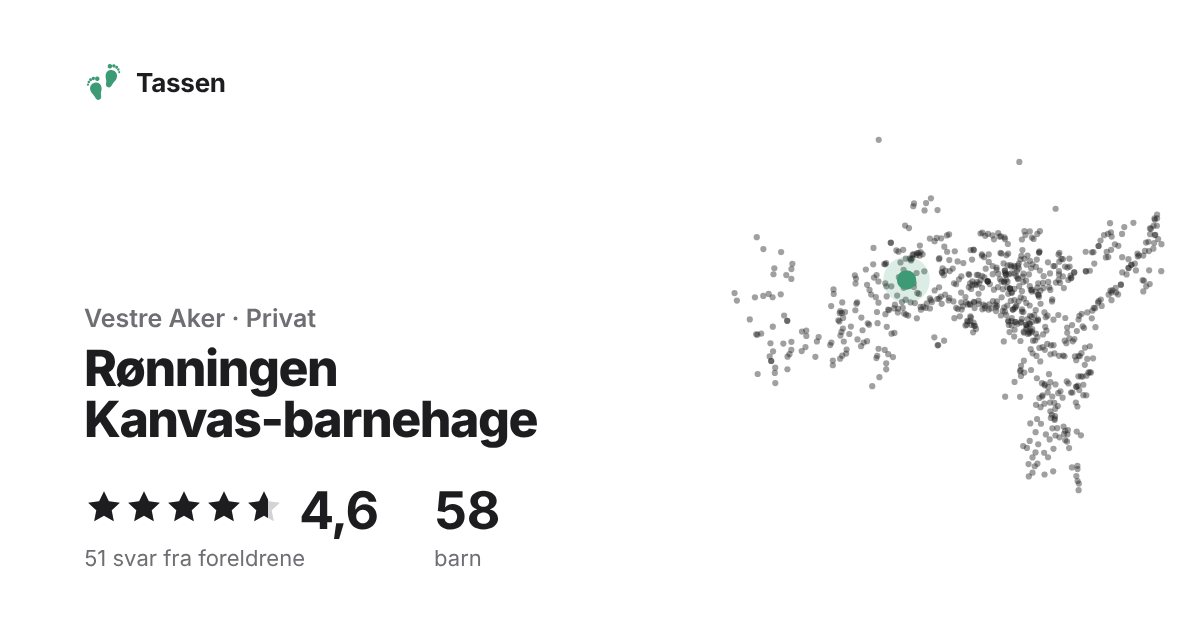 Tassen
Vestre Aker · Privat
Rønningen
Kanvas-barnehage
4,6
58
51 svar fra foreldrene
barn